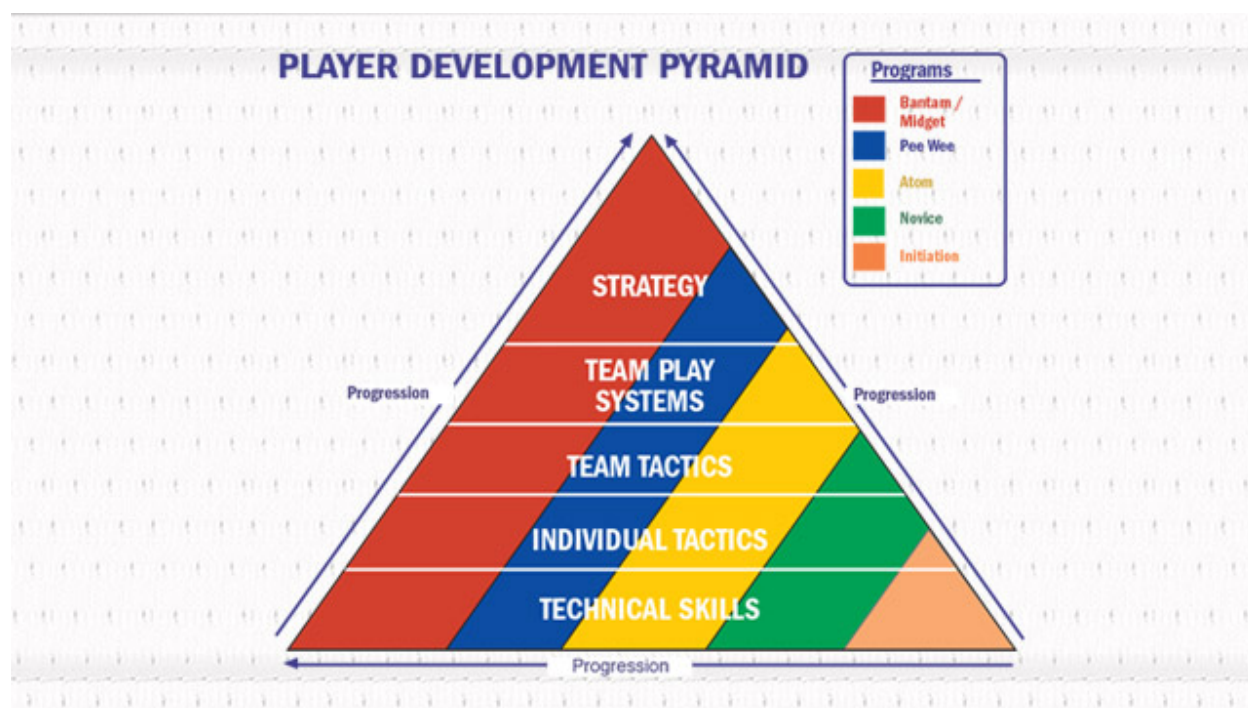 PLAYER DEVELOPMENT PYRAMID
Programs
Bantam /
Midget
Pee Wee
Atom
Novice
Initiation
STRATEGY
TEAM PLAY
SYSTEMS
Progression
Progression
TEAM TACTICS
INDIVIDUAL TACTICS
TECHNICAL SKILLS
Progression